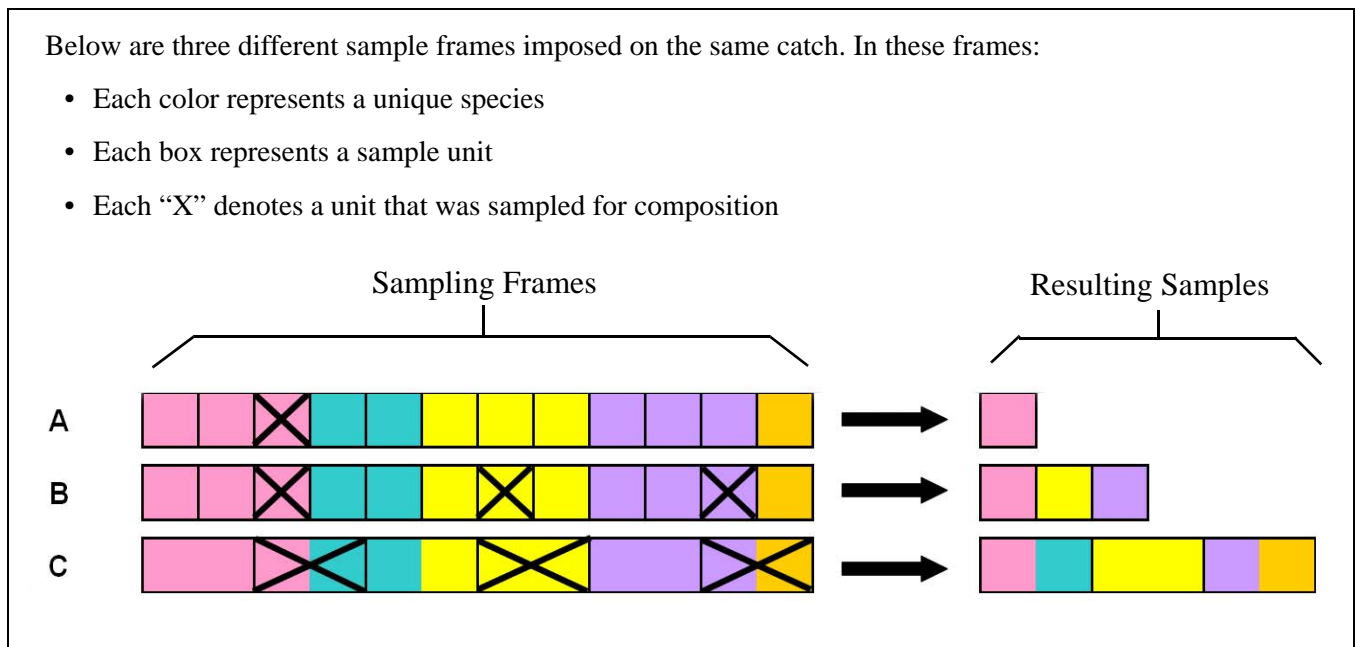 Below are three different sample frames imposed on the same catch. In these frames:
• Each color represents a unique species
• Each box represents a sample unit
• Each “X” denotes a unit that was sampled for composition
Sampling Frames
Resulting Samples
A
B
C